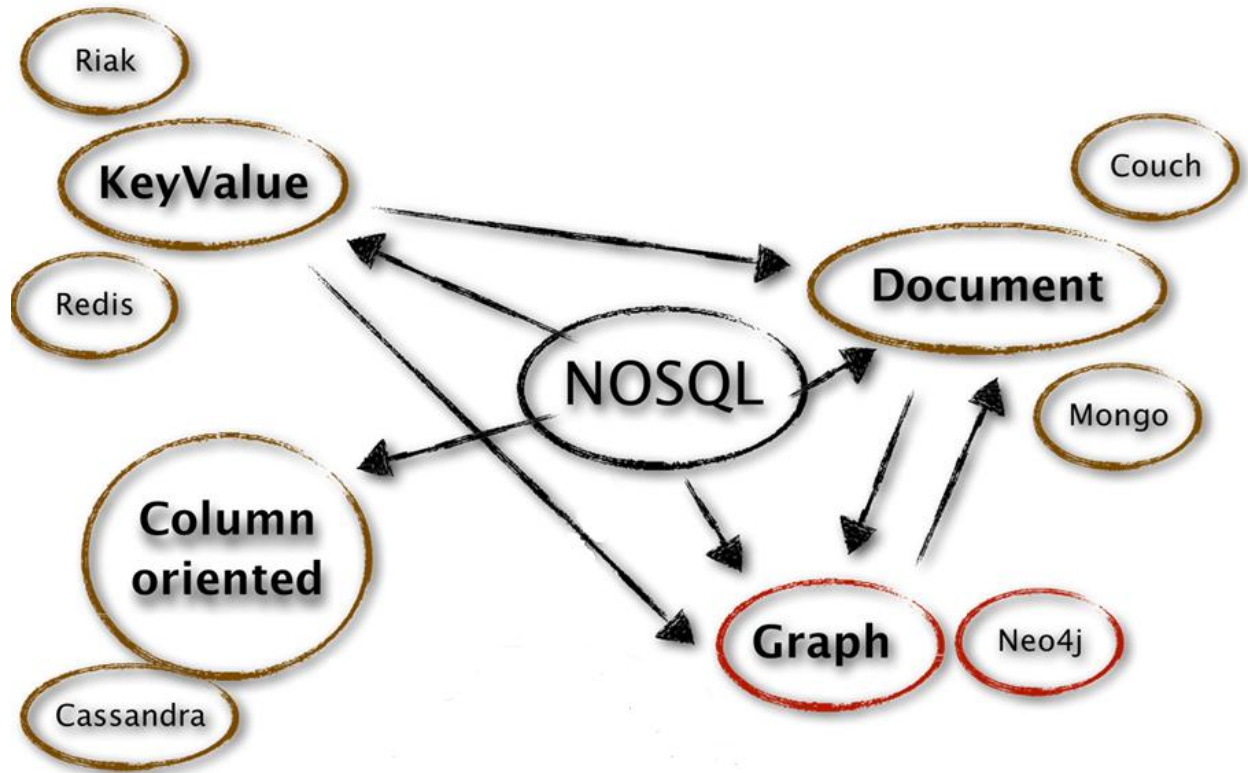 Riak
KeyValue
Redis
Couch
Document
Mongo
NOSQL
Column
oriented
Cassandra
Graph
Neo4j